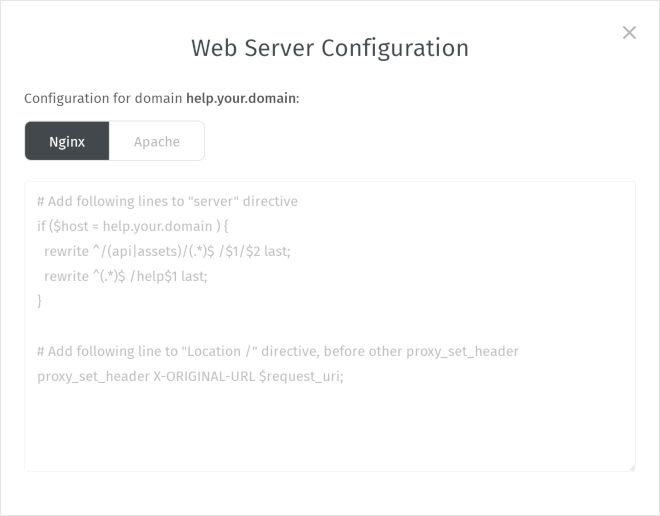 Web Server Configuration
Configuration for domain help.your.domain:
Nginx
Apache
# Add following lines to "server" directive
if ($host = help.your.domain ) {
  rewrite ^/(api|assets)/(.*)$ /$1/$2 last;
  rewrite ^(.*)$ /help$1 last;
}
# Add following line to "Location /" directive, before other proxy_set_header
proxy_set_header X-ORIGINAL-URL $request_uri;